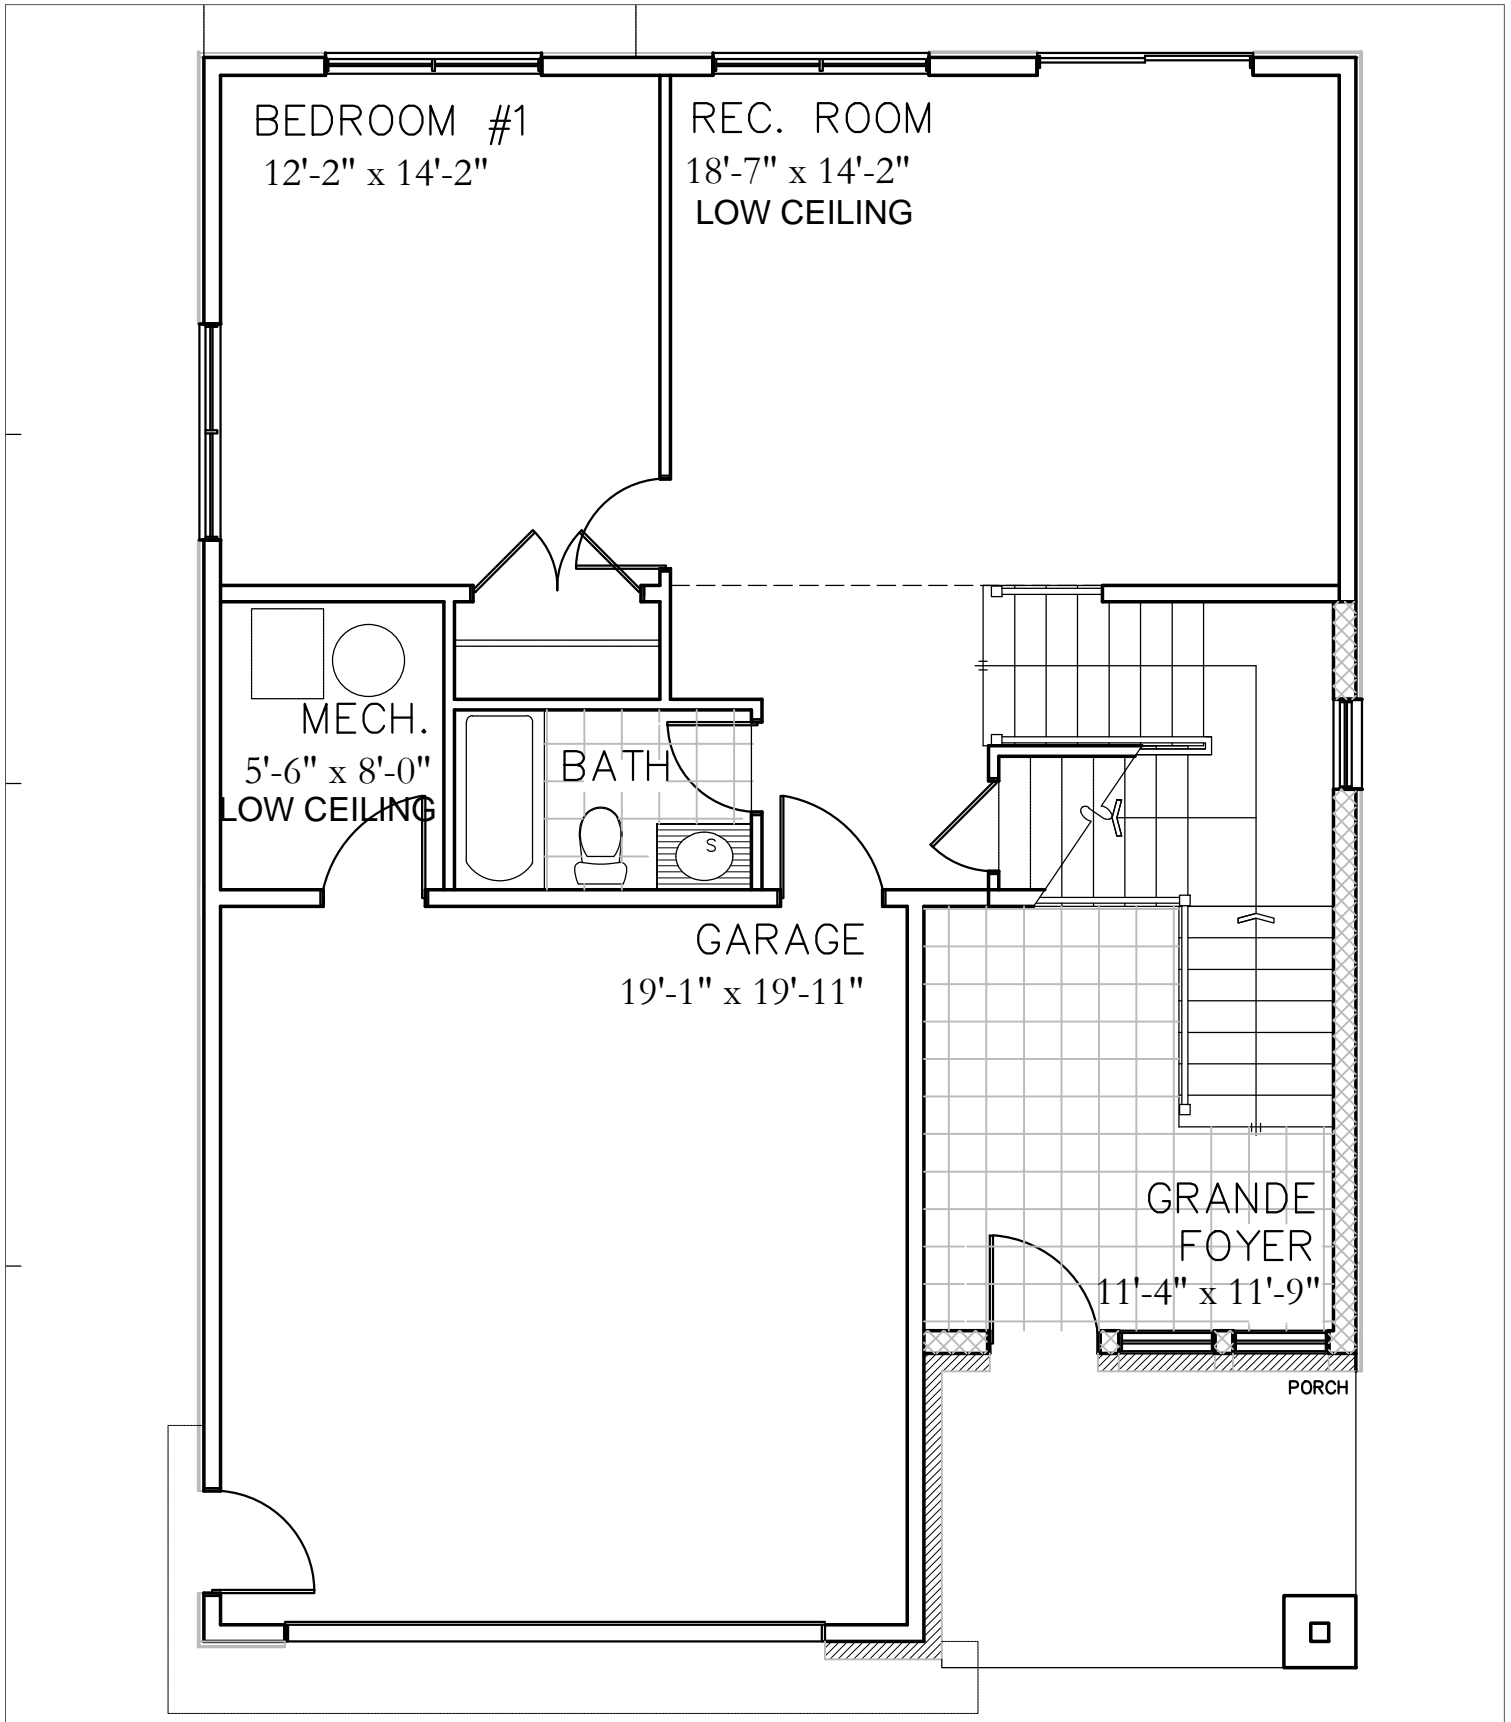 BEDROOM #1
12'-2" x 14'-2"
REC. ROOM
18'-7" x 14'-2"
LOW CEILING
MECH.
5'-6" x 8'-0"
LOW CEILING
BATH
S
GARAGE
19'-1" x 19'-11"
GRANDE
FOYER
11'-4" x 11'-9"
PORCH